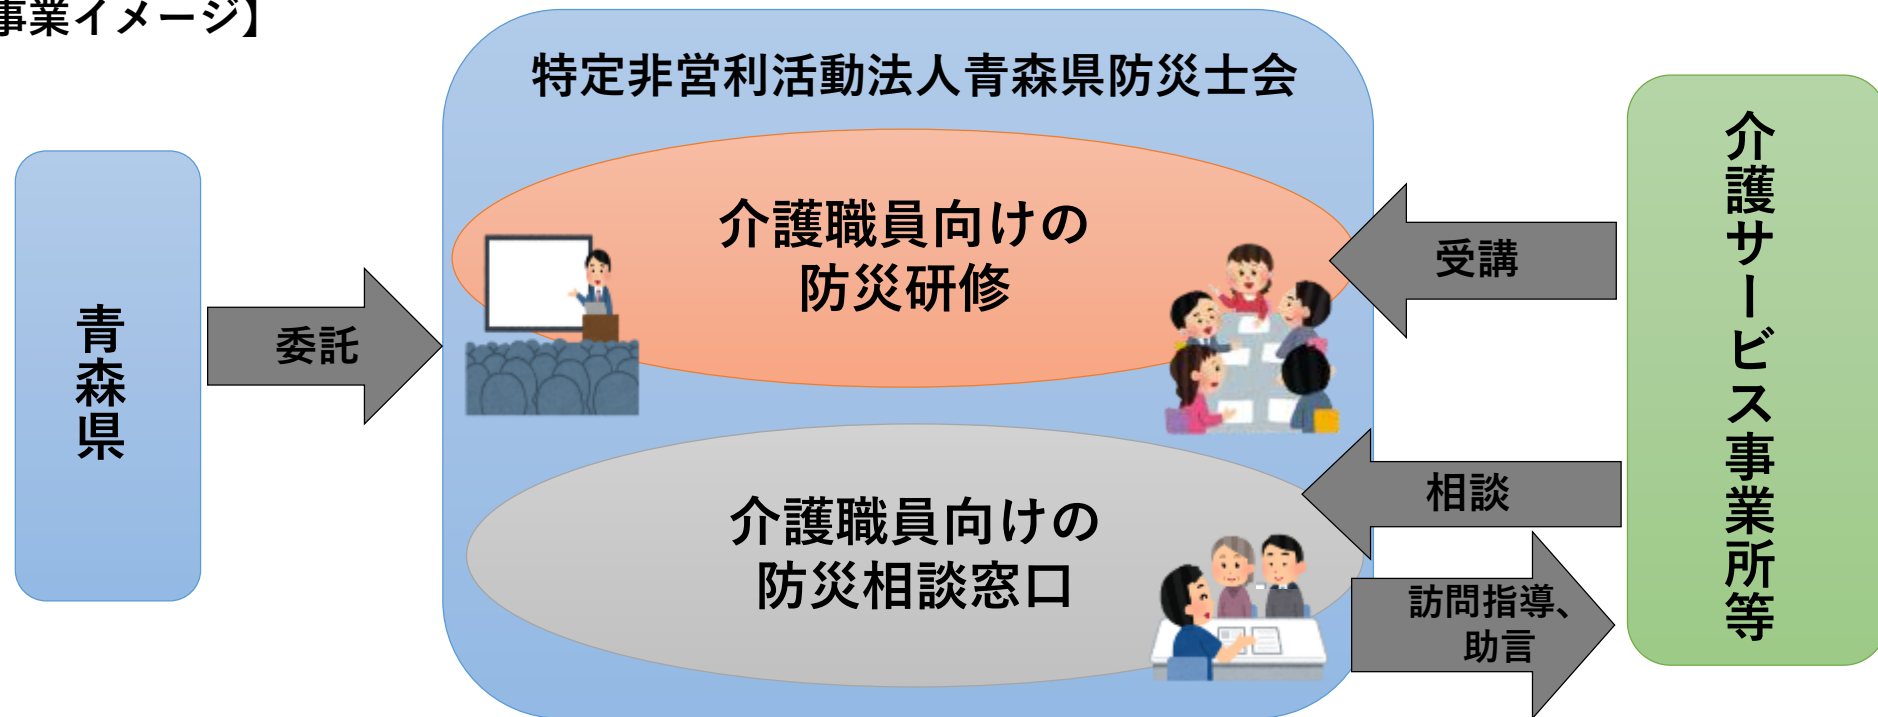 事業イメージ】
特定非営利活動法人青森県防災士会
青森県
委託
介護職員向けの
防災研修
受講
介護職員向けの
防災相談窓口
相談
訪問指導、
助言
介護サービス事業所等